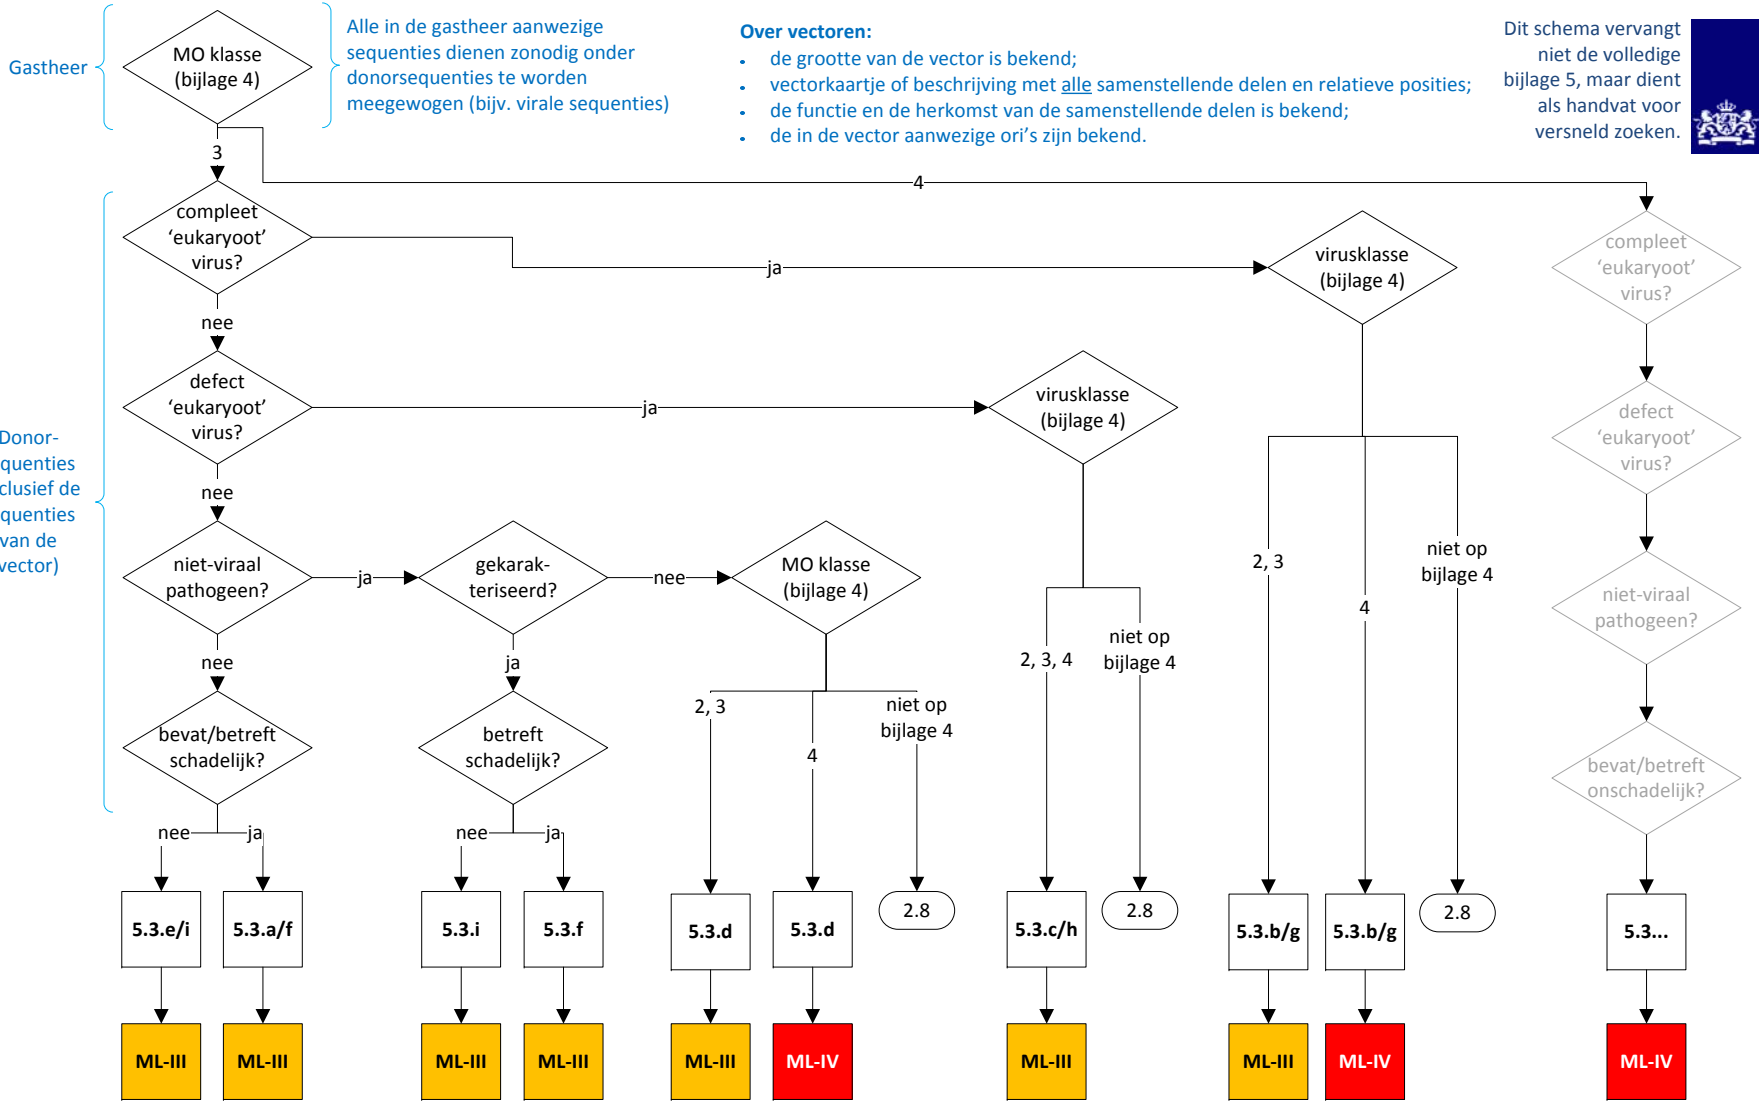 Gastheer
MO klasse
(bijlage 4)
Alle in de gastheer aanwezige
sequenties dienen zonodig onder
donorsequenties te worden
meegewogen (bijv. virale sequenties)
Over vectoren:
• de grootte van de vector is bekend;
• vectorkaartje of beschrijving met alle samenstellende delen en relatieve posities;
• de functie en de herkomst van de samenstellende delen is bekend;
• de in de vector aanwezige ori's zijn bekend.
Dit schema vervangt
niet de volledige
bijlage 5, maar dient
als handvat voor
versneld zoeken.
3
4
compleet
‘eukaryoot’
virus?
ja
virusklasse
(bijlage 4)
compleet
‘eukaryoot’
virus?
nee
defect
‘eukaryoot’
virus?
ja
virusklasse
(bijlage 4)
defect
‘eukaryoot’
virus?
Donor-
quenties
clusief de
quenties
van de
vector)
nee
niet-viraal
pathogeen?
ja
gekarak-
teriseerd?
nee
MO klasse
(bijlage 4)
2, 3
4
niet op
bijlage 4
niet-viraal
pathogeen?
nee
ja
2, 3, 4
niet op
bijlage 4
bevat/betreft
schadelijk?
betreft
schadelijk?
2, 3
4
niet op
bijlage 4
bevat/betreft
onschadelijk?
nee
ja
nee
ja
5.3.e/i
5.3.a/f
5.3.i
5.3.f
5.3.d
5.3.d
2.8
5.3.c/h
2.8
5.3.b/g
5.3.b/g
2.8
5.3...
ML-III
ML-III
ML-III
ML-III
ML-III
ML-IV
ML-III
ML-III
ML-IV
ML-IV